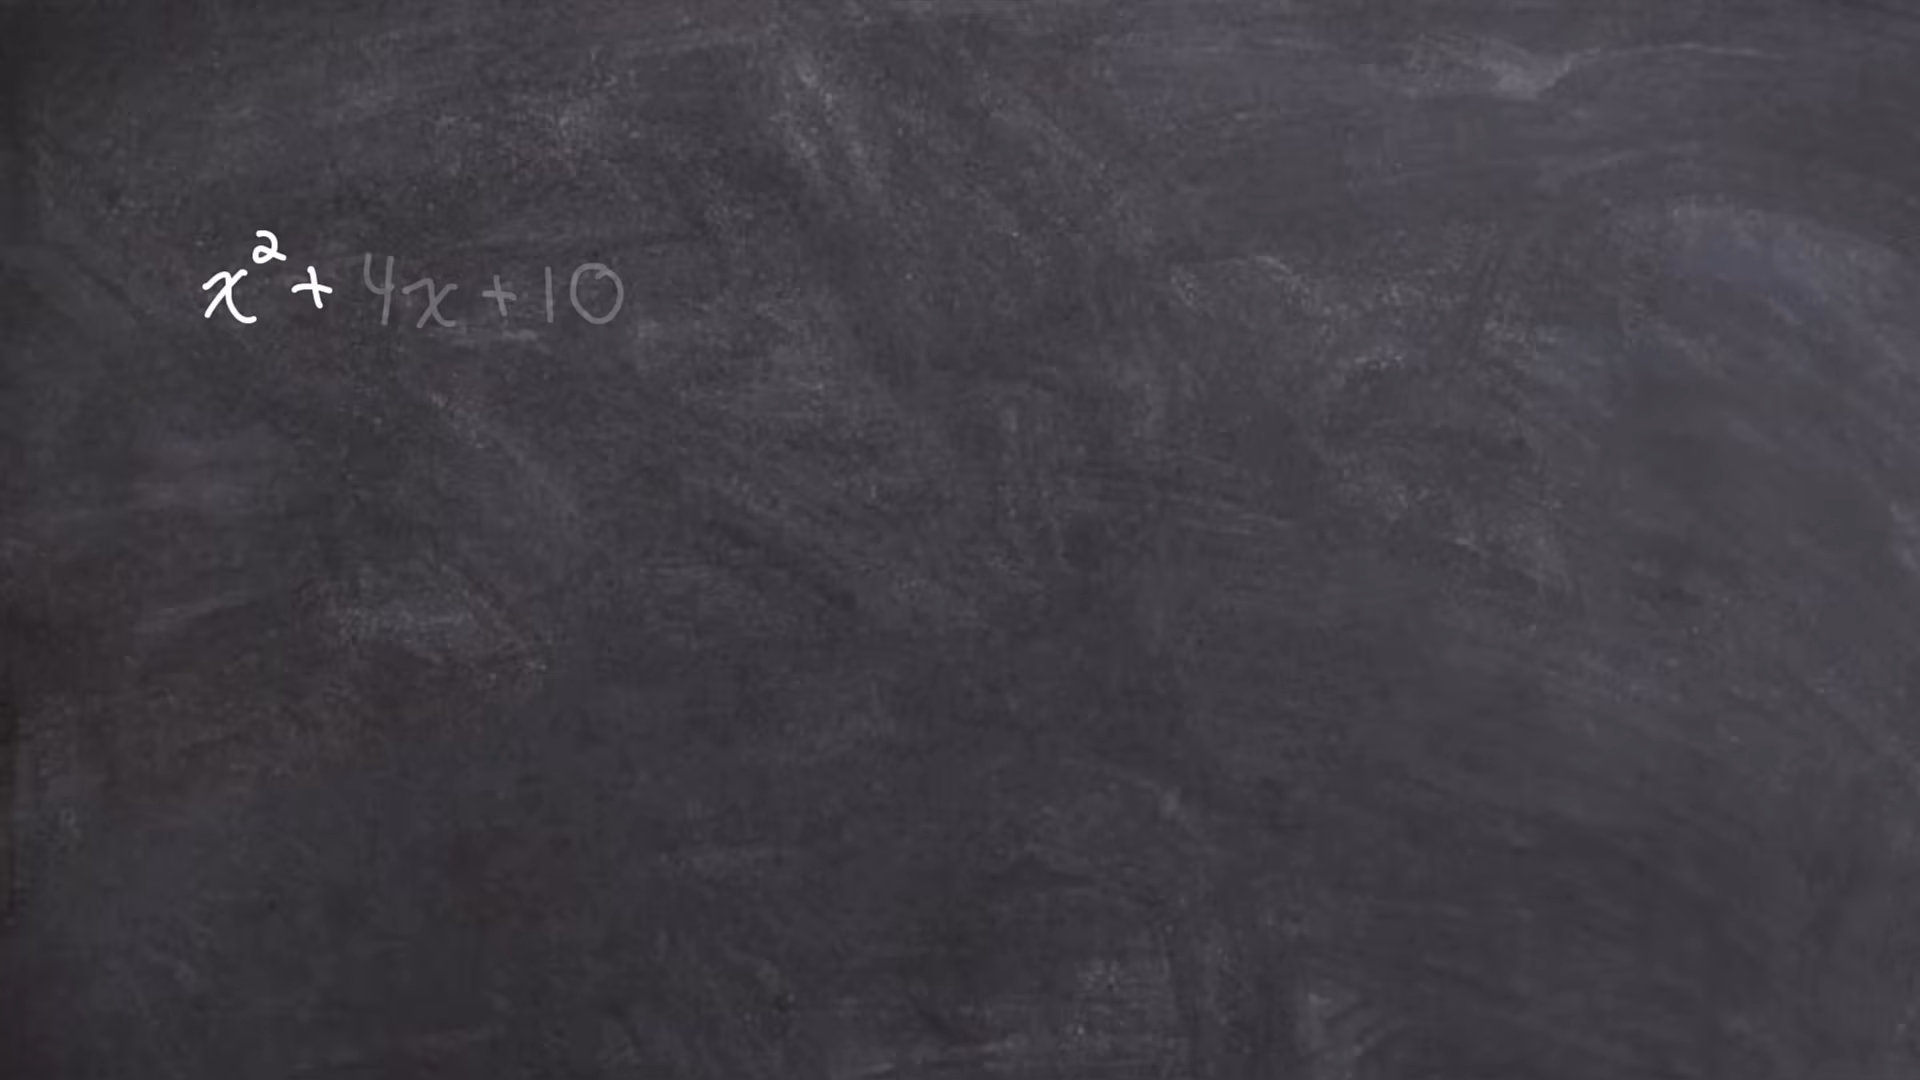 x² + 4x + 10